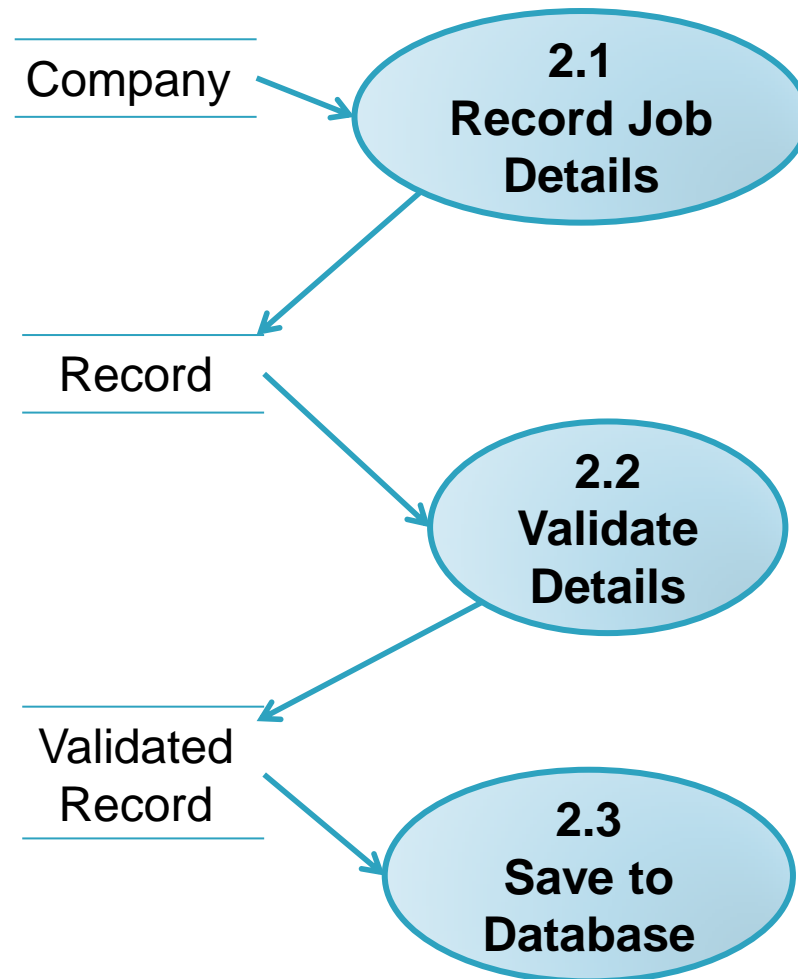 Company
2.1
Record Job
Details
Record
2.2
Validate
Details
Validated
Record
2.3
Save to
Database